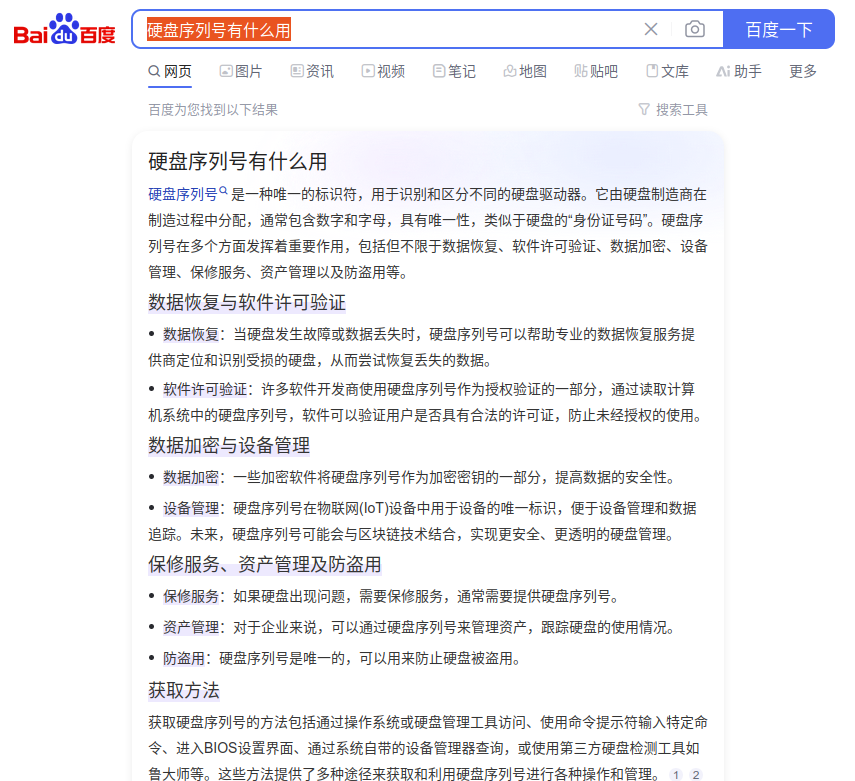 Bai du 百度
硬盘序列号有什么用
百度一下
网页 图片 资讯 视频 笔记 地图 贴吧 文库 助手 更多
百度为您找到以下结果 搜索工具
硬盘序列号有什么用
硬盘序列号 是一种唯一的标识符，用于识别和区分不同的硬盘驱动器。它由硬盘制造商在
制造过程中分配，通常包含数字和字母，具有唯一性，类似于硬盘的“身份证号码”。硬盘序
列号在多个方面发挥着重要作用，包括但不限于数据恢复、软件许可验证、数据加密、设备
管理、保修服务、资产管理以及防盗用等。
数据恢复与软件许可验证
• 数据恢复：当硬盘发生故障或数据丢失时，硬盘序列号可以帮助专业的数据恢复服务提
供商定位和识别受损的硬盘，从而尝试恢复丢失的数据。
• 软件许可验证：许多软件开发商使用硬盘序列号作为授权验证的一部分，通过读取计算
机系统中的硬盘序列号，软件可以验证用户是否具有合法的许可证，防止未经授权的使用。
数据加密与设备管理
• 数据加密：一些加密软件将硬盘序列号作为加密密钥的一部分，提高数据的安全性。
• 设备管理：硬盘序列号在物联网(IoT)设备中用于设备的唯一标识，便于设备管理和数据
追踪。未来，硬盘序列号可能会与区块链技术结合，实现更安全、更透明的硬盘管理。
保修服务、资产管理及防盗用
• 保修服务：如果硬盘出现问题，需要保修服务，通常需要提供硬盘序列号。
• 资产管理：对于企业来说，可以通过硬盘序列号来管理资产，跟踪硬盘的使用情况。
• 防盗用：硬盘序列号是唯一的，可以用来防止硬盘被盗用。
获取方法
获取硬盘序列号的方法包括通过操作系统或硬盘管理工具访问、使用命令提示符输入特定命
令、进入BIOS设置界面、通过系统自带的设备管理器查询，或使用第三方硬盘检测工具如
鲁大师等。这些方法提供了多种途径来获取和利用硬盘序列号进行各种操作和管理。 1 2